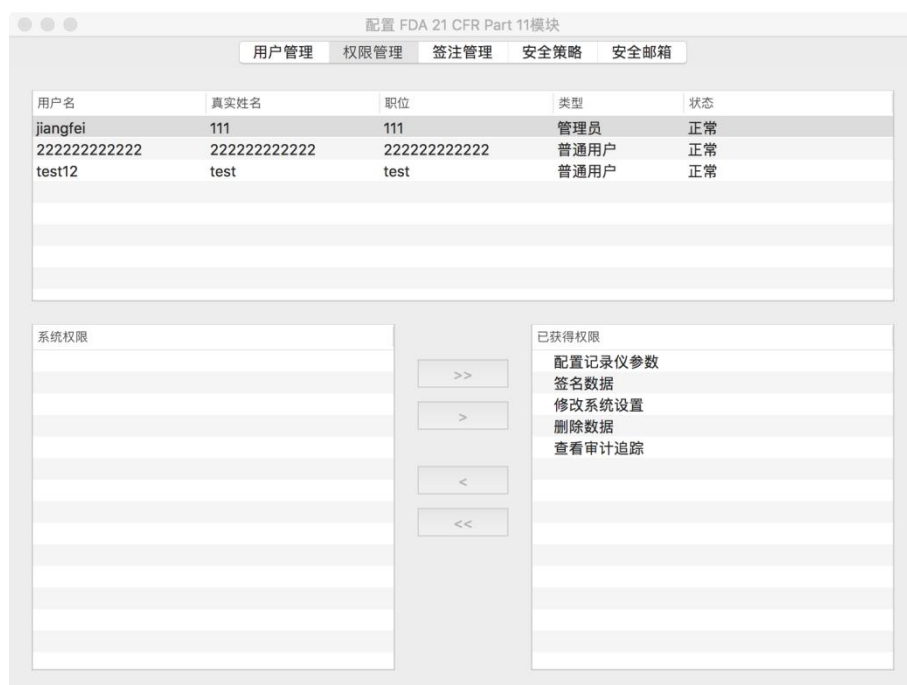 配置 FDA 21 CFR Part 11模块
用户管理 权限管理 签注管理 安全策略 安全邮箱
用户名 真实姓名 职位 类型 状态
jiangfei 111 111 管理员 正常
222222222222 222222222222 222222222222 普通用户 正常
test12 test test 普通用户 正常
系统权限 已获得权限
配置记录仪参数
>>
签名数据
修改系统设置
>
删除数据
查看审计追踪
<
<<